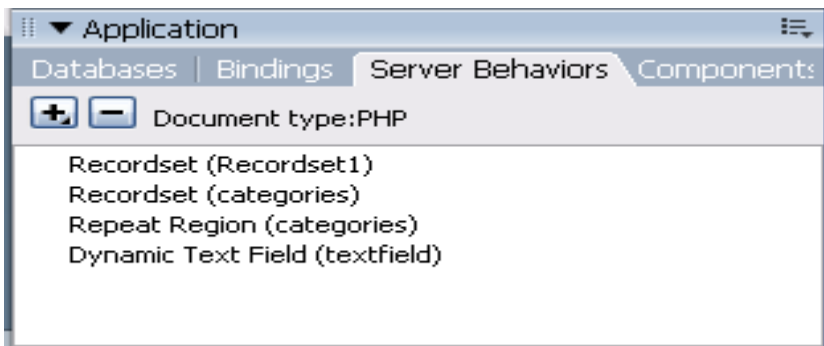 Application
Databases | Bindings Server Behaviors Components
Document type:PHP
Recordset (Recordset1)
Recordset (categories)
Repeat Region (categories)
Dynamic Text Field (textfield)